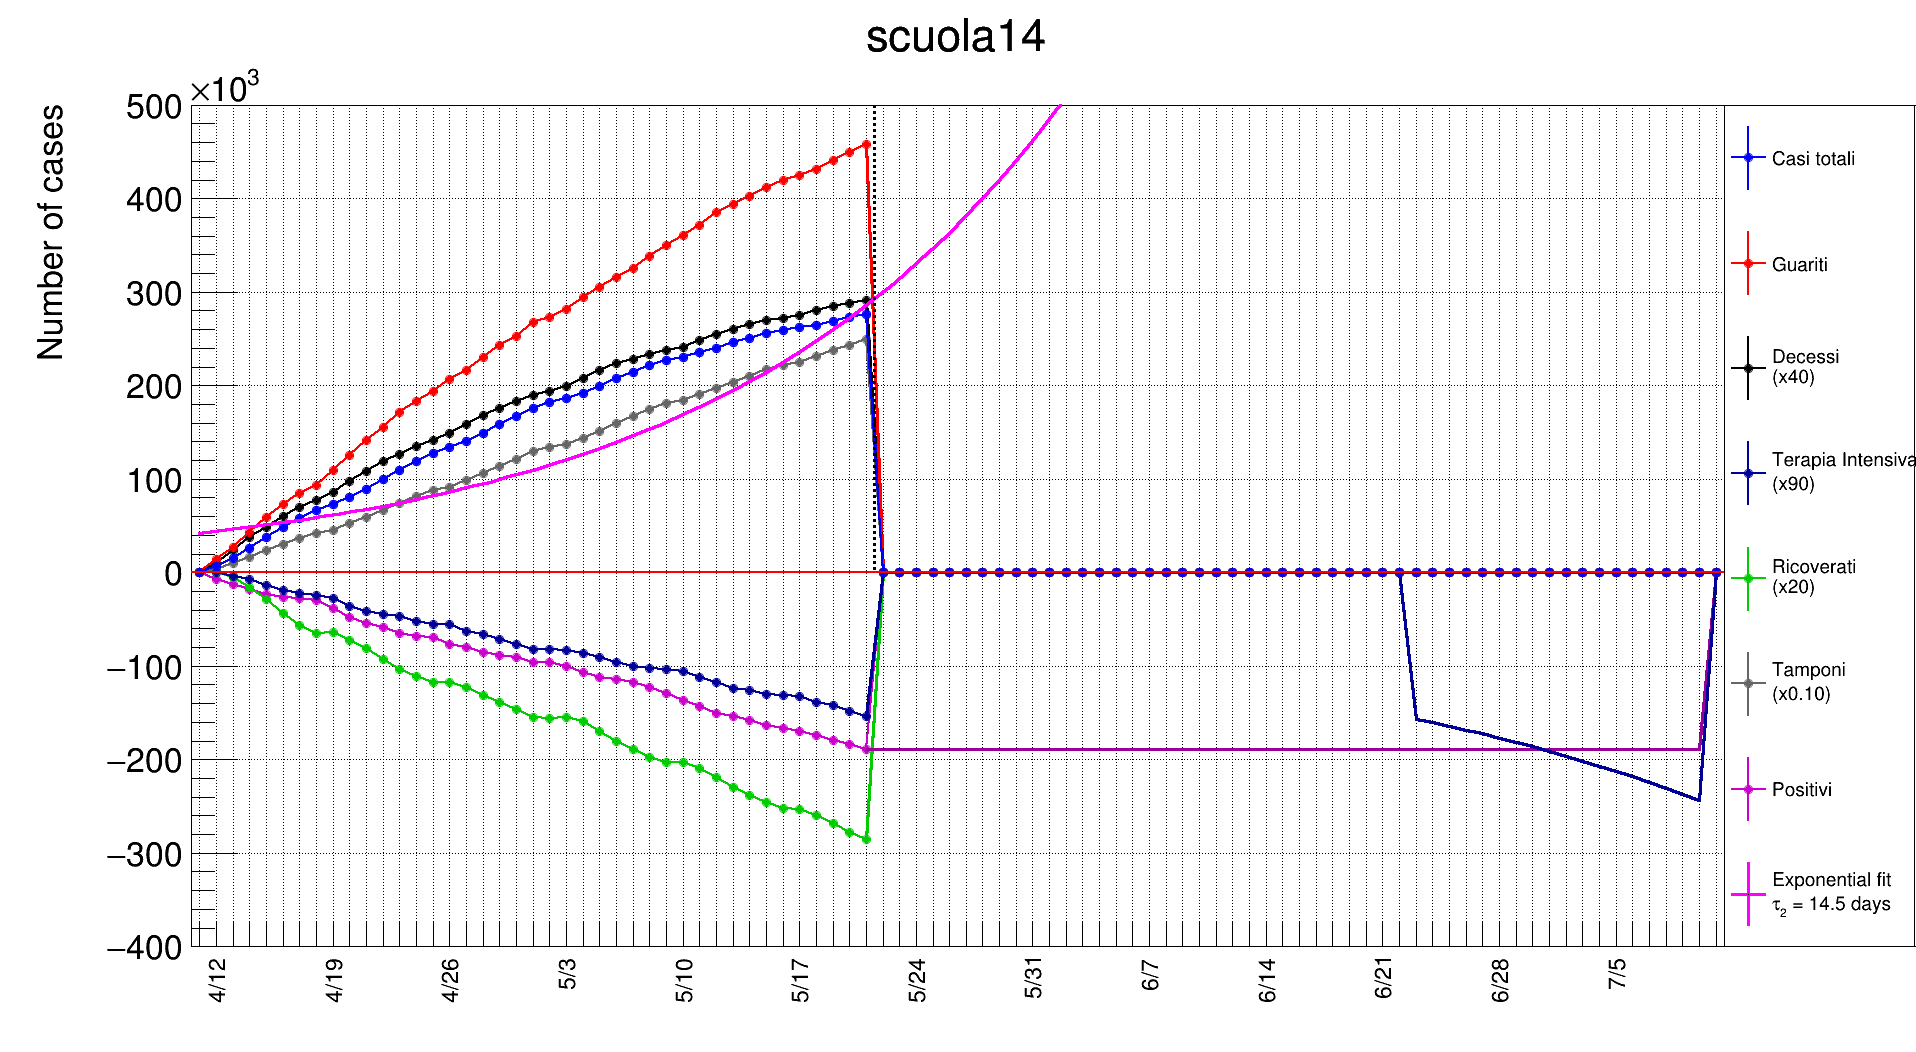 scuola14
×10³
Number of cases
500
400
300
200
100
0
−100
−200
−300
−400
4/12
4/19
4/26
5/3
5/10
5/17
5/24
5/31
6/7
6/14
6/21
6/28
7/5
Casi totali
Guariti
Decessi
(x40)
Terapia Intensiva
(x90)
Ricoverati
(x20)
Tamponi
(x0.10)
Positivi
Exponential fit
τ₂ = 14.5 days